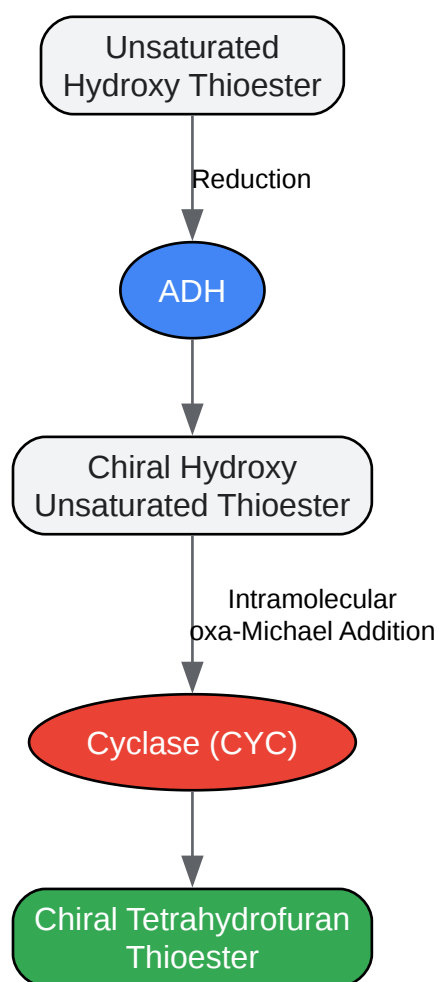 Unsaturated
Hydroxy Thioester
Reduction
ADH
Chiral Hydroxy
Unsaturated Thioester
Intramolecular
oxa-Michael Addition
Cyclase (CYC)
Chiral Tetrahydrofuran
Thioester